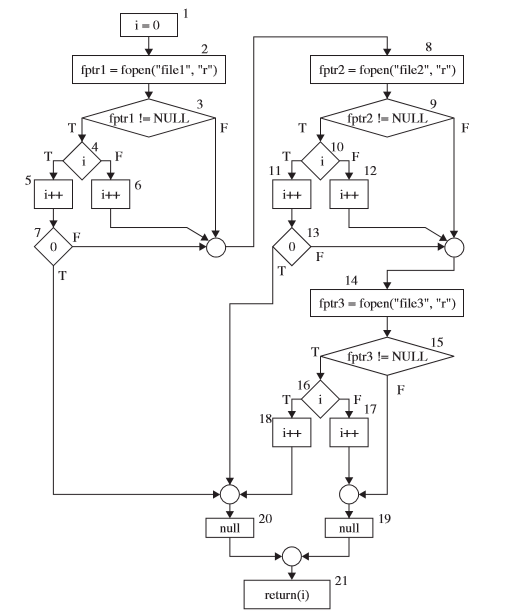 1
i = 0
2
fptr1 = fopen("file1", "r")
3
fptr1 != NULL
T
F
4
T
i
F
5
i++
i++
6
7
0
F
T
8
fptr2 = fopen("file2", "r")
9
fptr2 != NULL
T
F
10
T
i
F
11
12
i++
i++
13
0
T
F
14
fptr3 = fopen("file3", "r")
15
fptr3 != NULL
T
F
16
T
i
F
17
18
i++
i++
20
null
19
null
21
return(i)